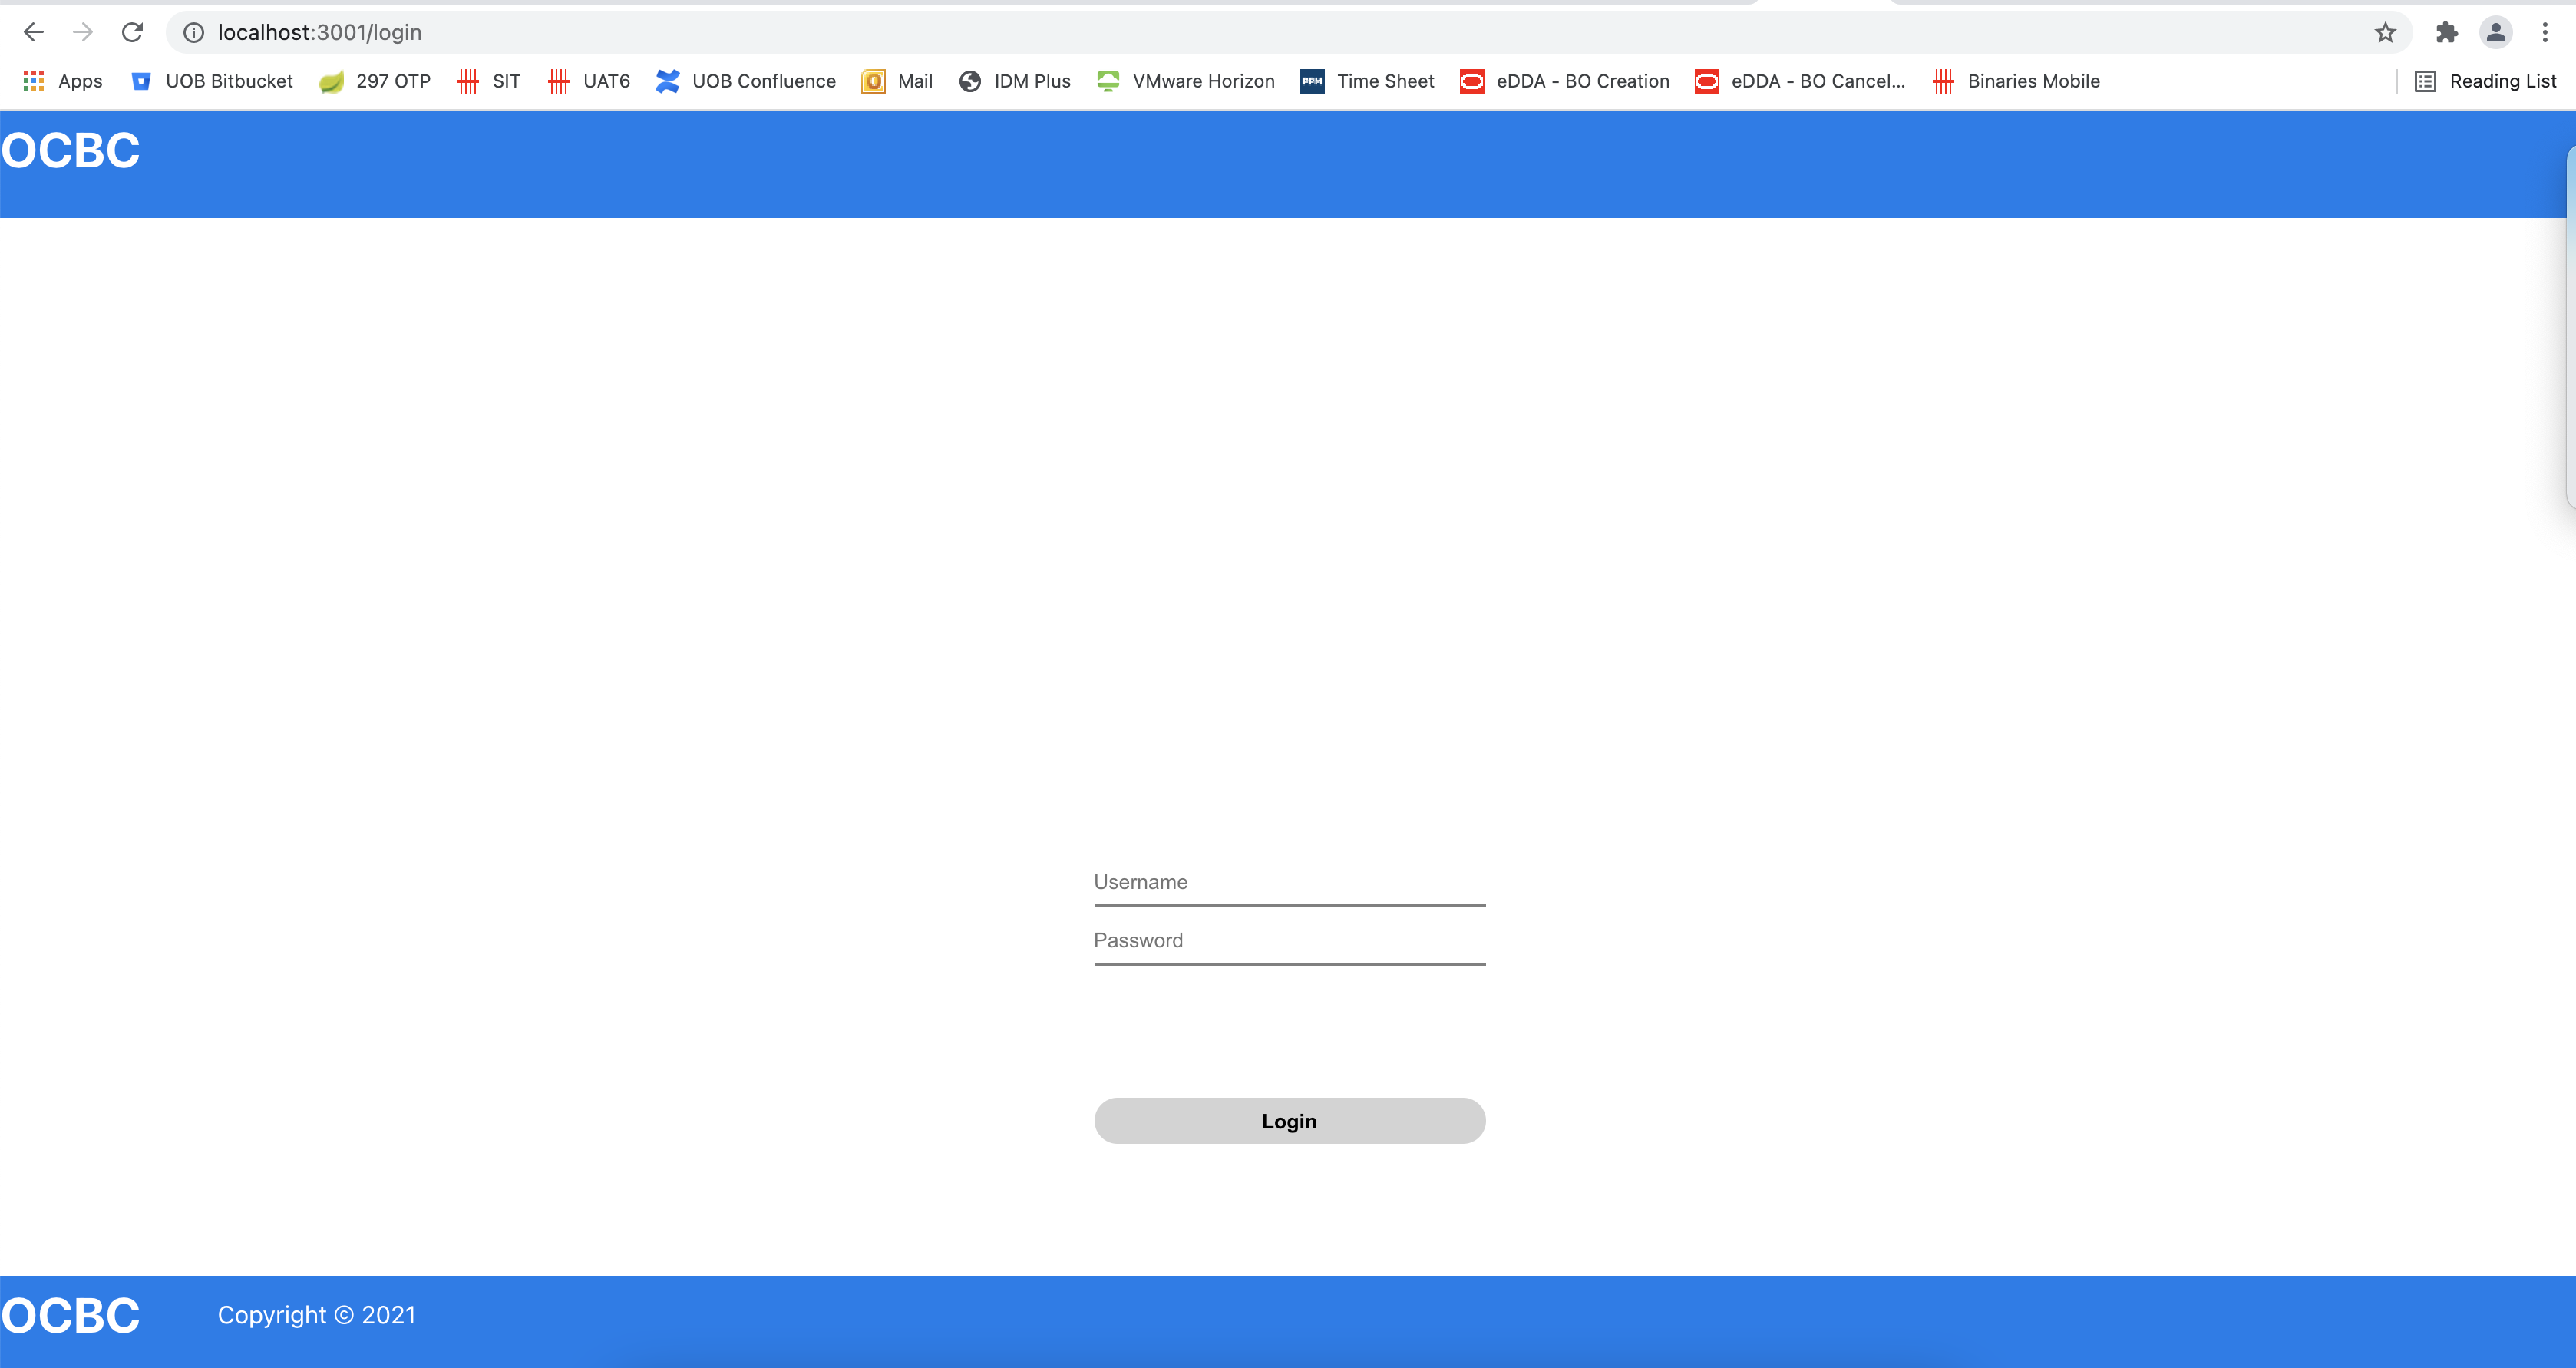 localhost:3001/login
Apps UOB Bitbucket 297 OTP SIT UAT6 UOB Confluence Mail IDM Plus VMware Horizon PPM Time Sheet eDDA - BO Creation eDDA - BO Cancel... Binaries Mobile Reading List
OCBC
Username
Password
Login
OCBC Copyright © 2021